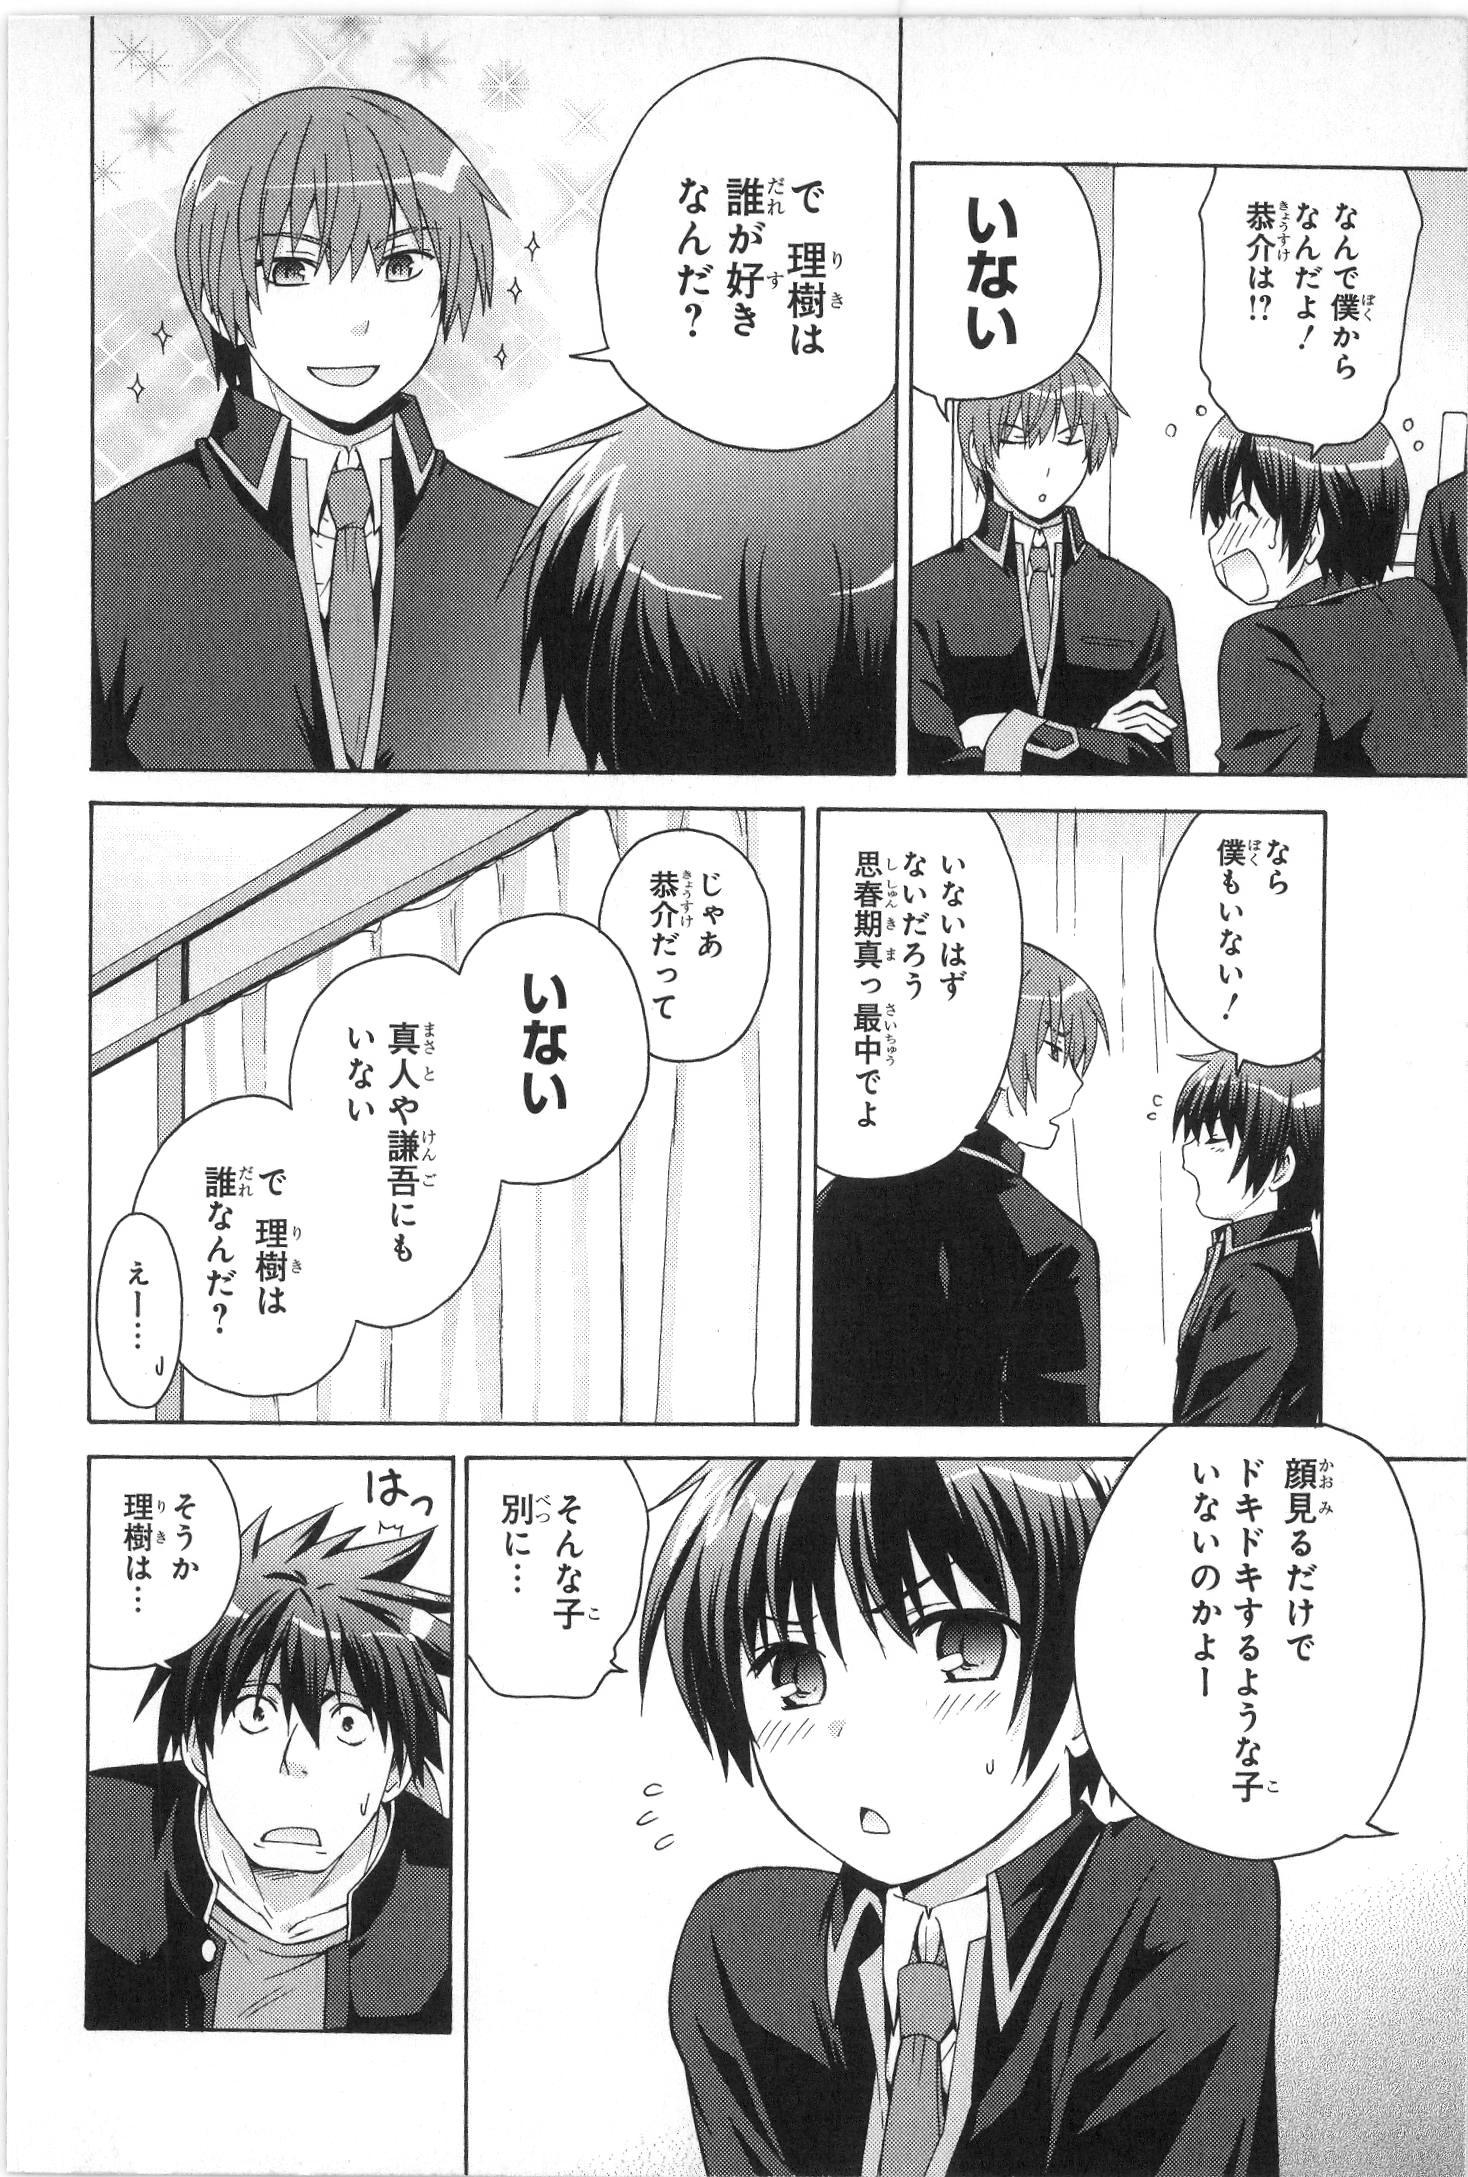 なんで僕から
なんだよ！
恭介は!?
いない
で 理樹は
誰が好き
なんだ？
なら
僕もいない！
いないはず
ないだろう
思春期真っ最中でよ
じゃあ
恭介だって
いない
真人や謙吾にも
いない
で 理樹は
誰なんだ？
えー…
顔見るだけで
ドキドキするような子
いないのかよー
そんな子
別に…
はっ
そうか
理樹は…